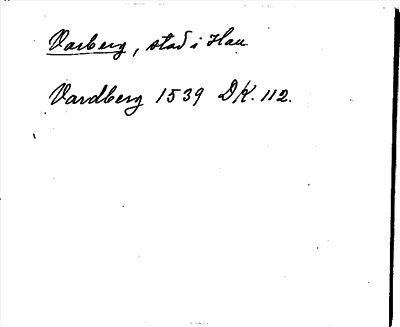 Varberg, stad i Hall
Vardberg 1539 DK. 112.